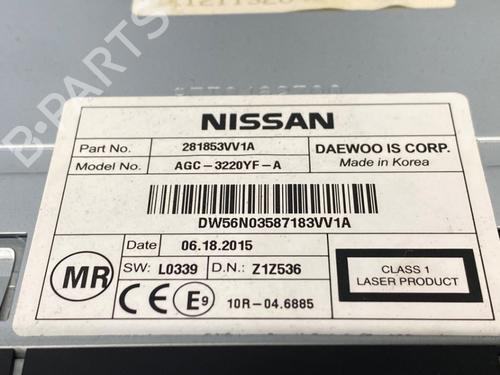 B-PARTS
NISSAN
Part No. 281853VV1A DAEWOO IS CORP.
Model No. AGC-3220YF-A Made in Korea
DW56N03587183VV1A
Date 06.18.2015
SW: L0339 D.N.: Z1Z536
MR
CE E9 10R-04.6885
CLASS 1
LASER PRODUCT